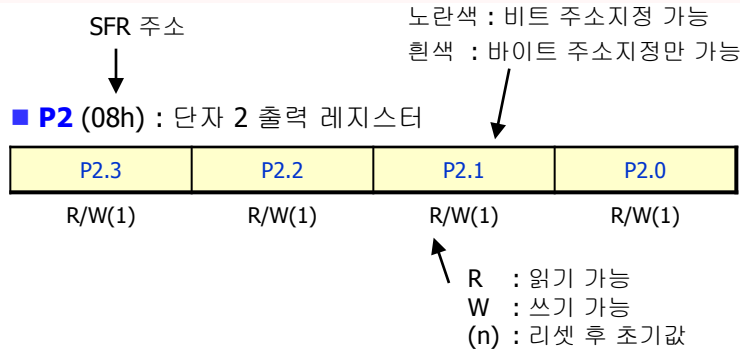 SFR 주소
노란색 : 비트 주소지정 가능
흰색 : 바이트 주소지정만 가능
■ P2 (08h) : 단자 2 출력 레지스터
P2.3 P2.2 P2.1 P2.0
R/W(1) R/W(1) R/W(1) R/W(1)
R : 읽기 가능
W : 쓰기 가능
(n) : 리셋 후 초기값